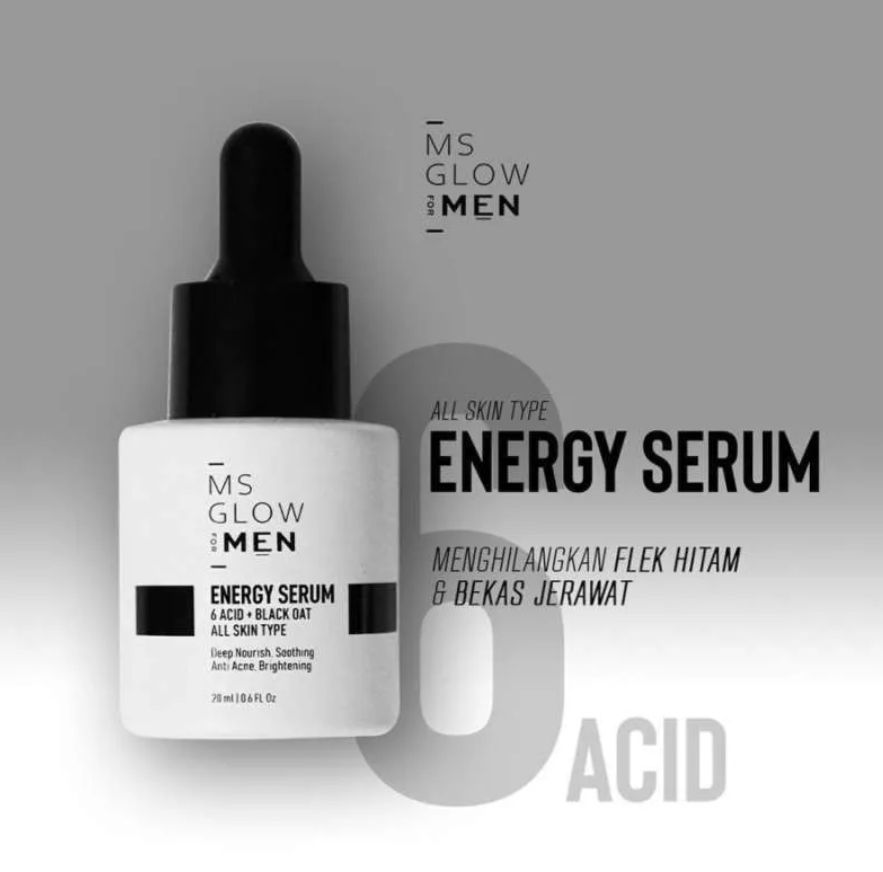 MS
GLOW
FOR MEN
ALL SKIN TYPE
ENERGY SERUM
MENGHILANGKAN FLEK HITAM
& BEKAS JERAWAT
6 ACID
MS
GLOW
FOR MEN
ENERGY SERUM
6 ACID + BLACK OAT
ALL SKIN TYPE
Deep Nourish, Soothing
Anti Acne, Brightening
20 ml | 0.6 FL Oz